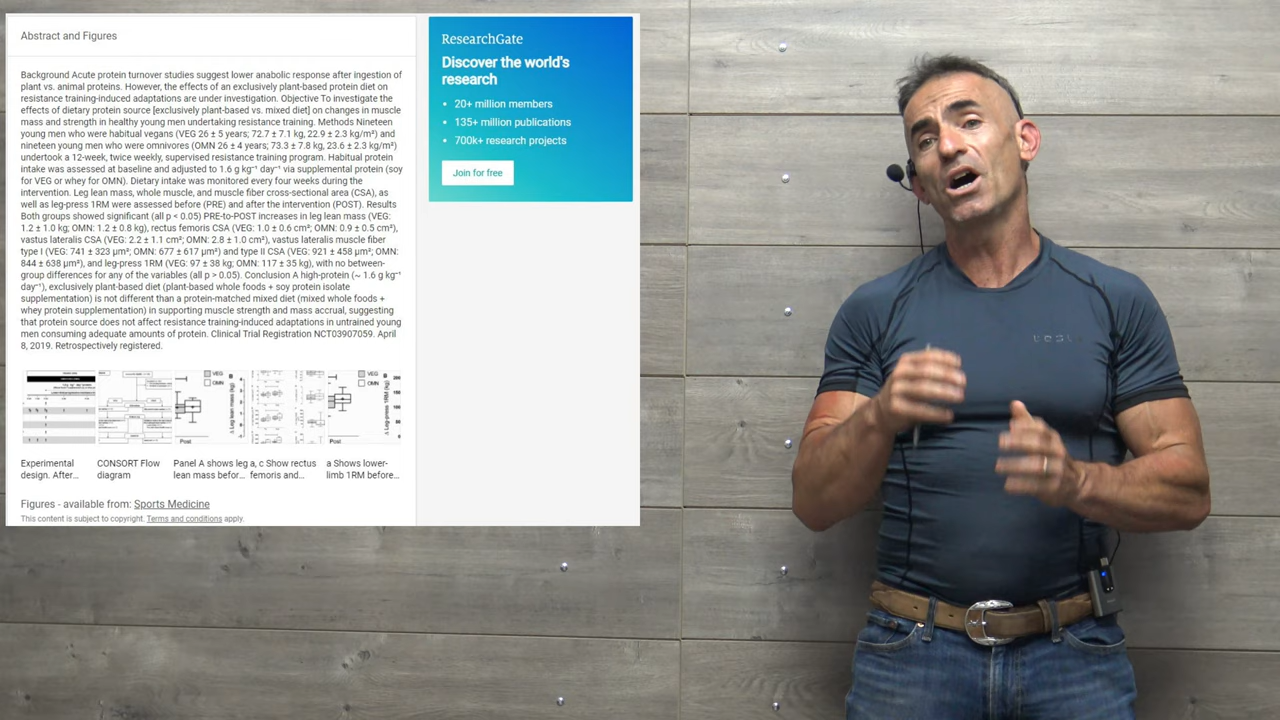 Abstract and Figures
Background Acute protein turnover studies suggest lower anabolic response after ingestion of
plant vs. animal proteins. However, the effects of an exclusively plant-based protein diet on
resistance training-induced adaptations are under investigation. Objective To investigate the
effects of dietary protein source [exclusively plant-based vs. mixed diet] on changes in muscle
mass and strength in healthy young men undertaking resistance training. Methods Nineteen
young men who were habitual vegans (VEG 26 ± 5 years; 72.7 ± 7.1 kg, 22.9 ± 2.3 kg/m²) and
nineteen young men who were omnivores (OMN 26 ± 4 years; 73.3 ± 7.8 kg, 23.6 ± 2.3 kg/m²)
undertook a 12-week, twice weekly, supervised resistance training program. Habitual protein
intake was assessed at baseline and adjusted to 1.6 g kg⁻¹ day⁻¹ via supplemental protein (soy
for VEG or whey for OMN). Dietary intake was monitored every four weeks during the
intervention. Leg lean mass, whole muscle, and muscle fiber cross-sectional area (CSA), as
well as leg-press 1RM were assessed before (PRE) and after the intervention (POST). Results
Both groups showed significant (all p < 0.05) PRE-to-POST increases in leg lean mass (VEG:
1.2 ± 1.0 kg; OMN: 1.2 ± 0.8 kg), rectus femoris CSA (VEG: 1.0 ± 0.6 cm²; OMN: 0.9 ± 0.5 cm²),
vastus lateralis CSA (VEG: 2.2 ± 1.1 cm²; OMN: 2.8 ± 1.0 cm²), vastus lateralis muscle fiber
type I (VEG: 741 ± 323 µm²; OMN: 677 ± 617 µm²) and type II CSA (VEG: 921 ± 458 µm²; OMN:
844 ± 638 µm²), and leg-press 1RM (VEG: 97 ± 38 kg; OMN: 117 ± 35 kg), with no between-
group differences for any of the variables (all p > 0.05). Conclusion A high-protein (~ 1.6 g kg⁻¹
day⁻¹), exclusively plant-based diet (plant-based whole foods + soy protein isolate
supplementation) is not different than a protein-matched mixed diet (mixed whole foods +
whey protein supplementation) in supporting muscle strength and mass accrual, suggesting
that protein source does not affect resistance training-induced adaptations in untrained young
men consuming adequate amounts of protein. Clinical Trial Registration NCT03907059. April
8, 2019. Retrospectively registered.
VEG
OMN
Δ Leg lean mass (kg)
Post
VEG
OMN
Δ Leg-press 1RM (kg)
200
150
100
50
0
Post
Experimental
design. After...
CONSORT Flow
diagram
Panel A shows leg
lean mass befor...
a, c Show rectus
femoris and...
a Shows lower-
limb 1RM before...
Figures - available from: Sports Medicine
This content is subject to copyright. Terms and conditions apply.
ResearchGate
Discover the world's
research
• 20+ million members
• 135+ million publications
• 700k+ research projects
Join for free